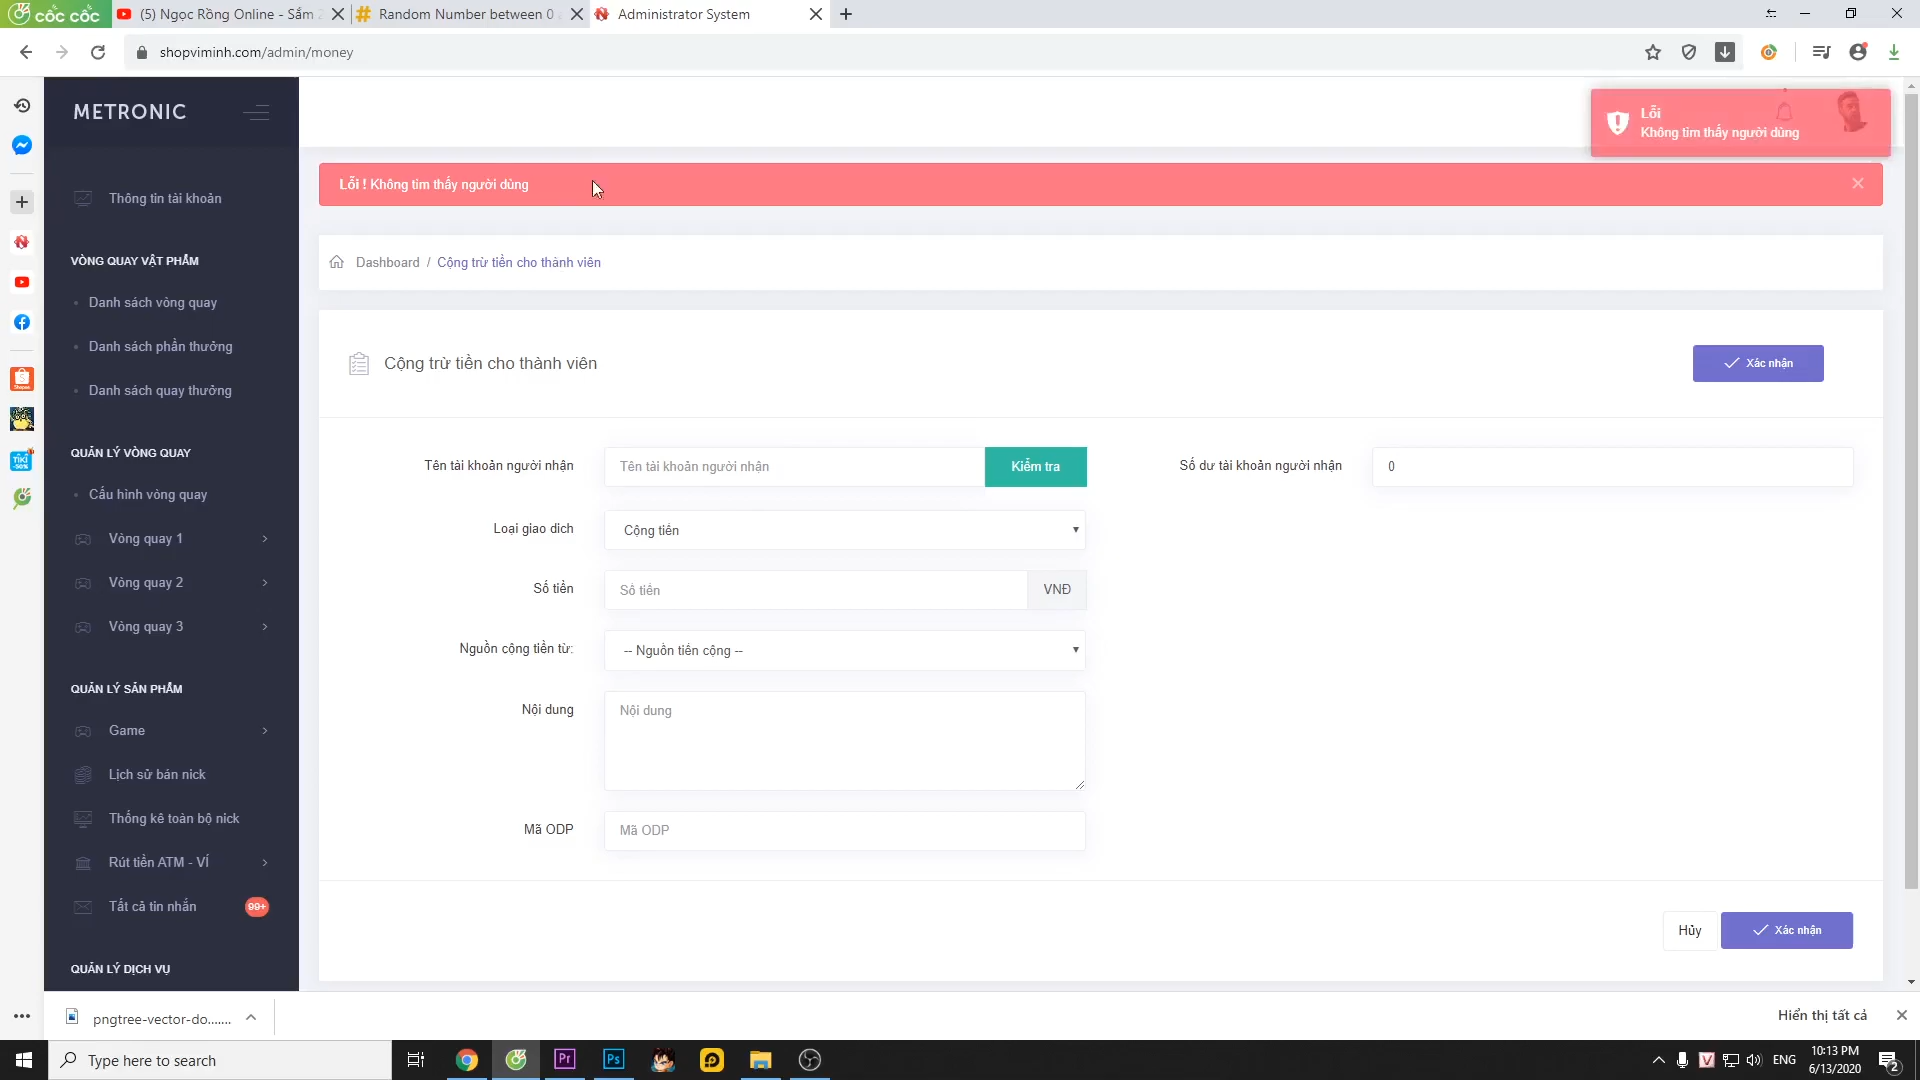 cốc cốc
(5) Ngọc Rồng Online - Sắm 2
Random Number between 0 a
Administrator System
shopviminh.com/admin/money
METRONIC
Lỗi
Không tìm thấy người dùng
Lỗi ! Không tìm thấy người dùng
Thông tin tài khoản
Dashboard / Cộng trừ tiền cho thành viên
VÒNG QUAY VẬT PHẨM
Danh sách vòng quay
Danh sách phần thưởng
Danh sách quay thưởng
Cộng trừ tiền cho thành viên
Xác nhận
QUẢN LÝ VÒNG QUAY
Cấu hình vòng quay
Vòng quay 1
Vòng quay 2
Vòng quay 3
Tên tài khoản người nhận
Tên tài khoản người nhận
Kiểm tra
Số dư tài khoản người nhận
0
Loại giao dich
Cộng tiền
Số tiền
Số tiền
VNĐ
Nguồn cộng tiền từ:
-- Nguồn tiền cộng --
Nội dung
Nội dung
Mã ODP
Mã ODP
QUẢN LÝ SẢN PHẨM
Game
Lịch sử bán nick
Thống kê toàn bộ nick
Rút tiền ATM - VÍ
Tất cả tin nhắn
99+
QUẢN LÝ DỊCH VỤ
Hủy
Xác nhận
pngtree-vector-do.......
Hiển thị tất cả
Type here to search
ENG
10:13 PM
6/13/2020
2